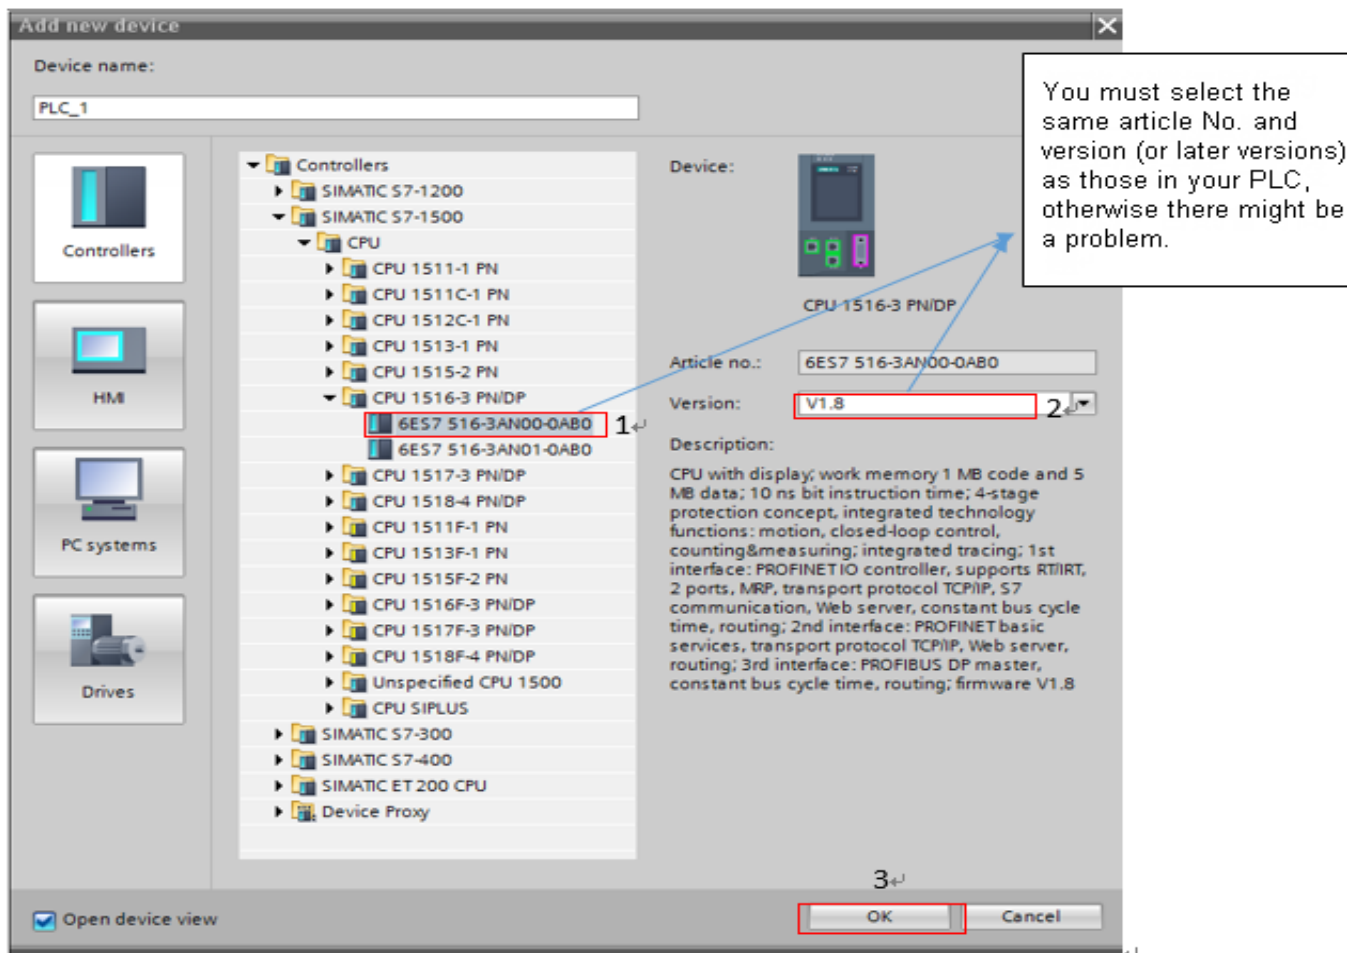 Add new device
Device name:
PLC_1
You must select the
same article No. and
version (or later versions)
as those in your PLC,
otherwise there might be
a problem.
Controllers
HMI
PC systems
Drives
Controllers
SIMATIC S7-1200
SIMATIC S7-1500
CPU
CPU 1511-1 PN
CPU 1511C-1 PN
CPU 1512C-1 PN
CPU 1513-1 PN
CPU 1515-2 PN
CPU 1516-3 PN/DP
6ES7 516-3AN00-0AB0
1
6ES7 516-3AN01-0AB0
CPU 1517-3 PN/DP
CPU 1518-4 PN/DP
CPU 1511F-1 PN
CPU 1513F-1 PN
CPU 1515F-2 PN
CPU 1516F-3 PN/DP
CPU 1517F-3 PN/DP
CPU 1518F-4 PN/DP
Unspecified CPU 1500
CPU SIPLUS
SIMATIC S7-300
SIMATIC S7-400
SIMATIC ET 200 CPU
Device Proxy
Device:
CPU 1516-3 PN/DP
Article no.: 6ES7 516-3AN00-0AB0
Version: V1.8
2
Description:
CPU with display; work memory 1 MB code and 5
MB data; 10 ns bit instruction time; 4-stage
protection concept, integrated technology
functions: motion, closed-loop control,
counting&measuring; integrated tracing; 1st
interface: PROFINET IO controller, supports RT/IRT,
2 ports, MRP, transport protocol TCP/IP, S7
communication, Web server, constant bus cycle
time, routing; 2nd interface: PROFINET basic
services, transport protocol TCP/IP, Web server,
routing; 3rd interface: PROFIBUS DP master,
constant bus cycle time, routing; firmware V1.8
3
Open device view
OK
Cancel